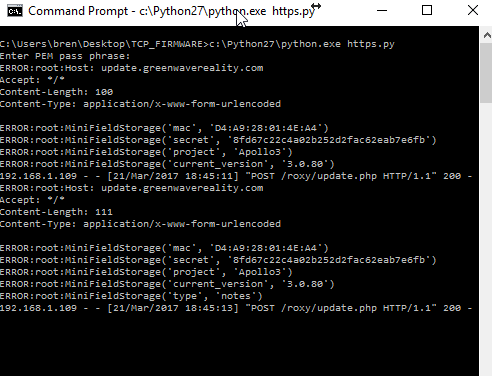 Command Prompt - c:\Python27\python.exe https.py
C:\Users\bren\Desktop\TCP_FIRMWARE>c:\Python27\python.exe https.py
Enter PEM pass phrase:
ERROR:root:Host: update.greenwavereality.com
Accept: */*
Content-Length: 100
Content-Type: application/x-www-form-urlencoded
ERROR:root:MiniFieldStorage('mac', 'D4:A9:28:01:4E:A4')
ERROR:root:MiniFieldStorage('secret', '8fd67c22c4a02b252d2fac62eab7e6fb')
ERROR:root:MiniFieldStorage('project', 'Apollo3')
ERROR:root:MiniFieldStorage('current_version', '3.0.80')
192.168.1.109 - - [21/Mar/2017 18:45:11] "POST /roxy/update.php HTTP/1.1" 200 -
ERROR:root:Host: update.greenwavereality.com
Accept: */*
Content-Length: 111
Content-Type: application/x-www-form-urlencoded
ERROR:root:MiniFieldStorage('mac', 'D4:A9:28:01:4E:A4')
ERROR:root:MiniFieldStorage('secret', '8fd67c22c4a02b252d2fac62eab7e6fb')
ERROR:root:MiniFieldStorage('project', 'Apollo3')
ERROR:root:MiniFieldStorage('current_version', '3.0.80')
ERROR:root:MiniFieldStorage('type', 'notes')
192.168.1.109 - - [21/Mar/2017 18:45:13] "POST /roxy/update.php HTTP/1.1" 200 -